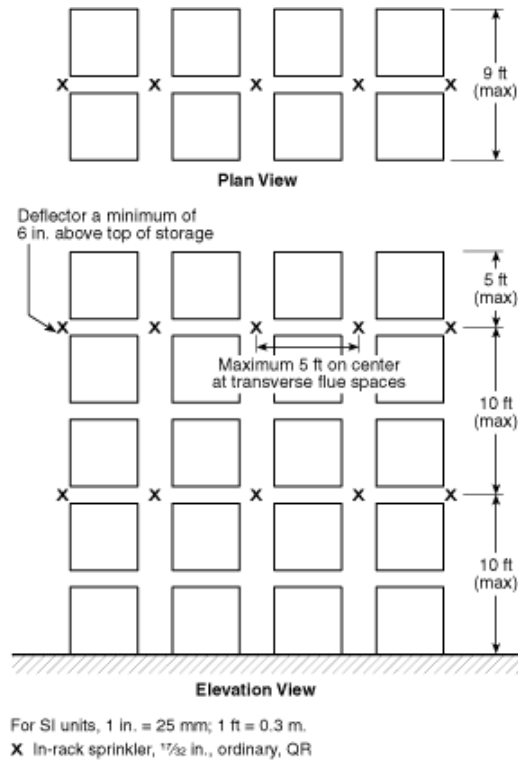 9 ft
(max)
Plan View
Deflector a minimum of
6 in. above top of storage
5 ft
(max)
Maximum 5 ft on center
at transverse flue spaces
10 ft
(max)
10 ft
(max)
Elevation View
For SI units, 1 in. = 25 mm; 1 ft = 0.3 m.
X In-rack sprinkler, 17/32 in., ordinary, QR